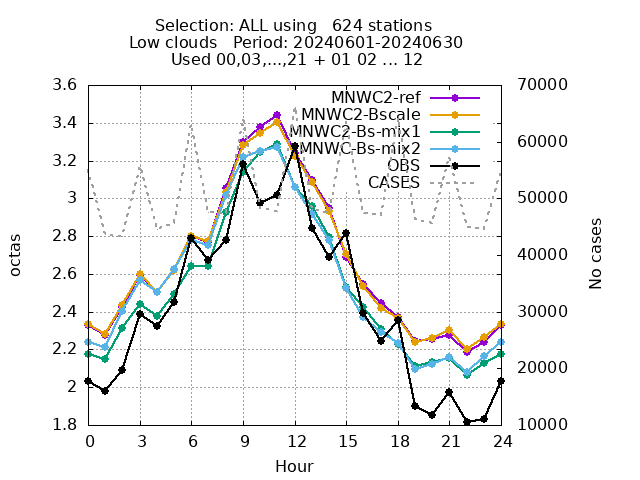 Selection: ALL using   624 stations
Low clouds   Period: 20240601-20240630
Used 00,03,...,21 + 01 02 ... 12
3.6
3.4
3.2
3
2.8
2.6
2.4
2.2
2
1.8
octas
70000
60000
50000
40000
30000
20000
10000
No cases
MNWC2-ref
MNWC2-Bscale
MNWC2-Bs-mix1
MNWC-Bs-mix2
OBS
CASES
0 3 6 9 12 15 18 21 24
Hour